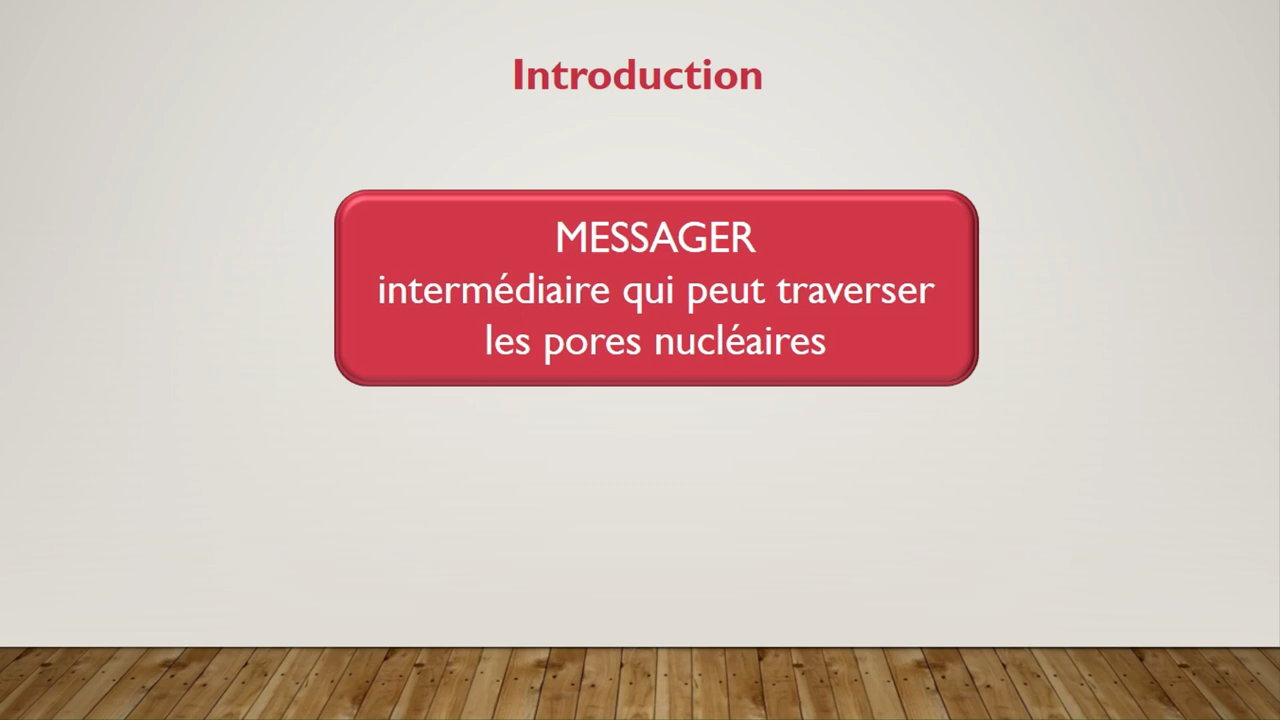 Introduction
MESSAGER
intermédiaire qui peut traverser
les pores nucléaires